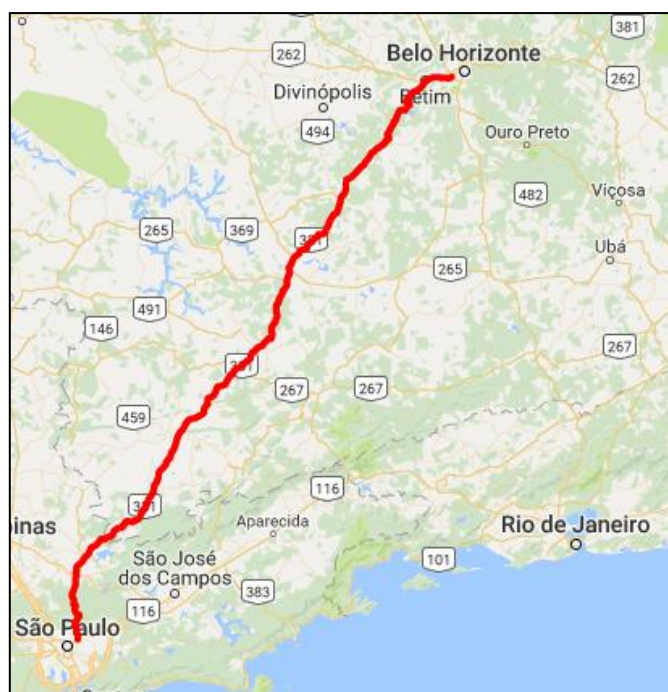 381
Belo Horizonte
262
262
Divinópolis
Betim
494
Ouro Preto
482
Viçosa
265
369
381
Ubá
265
491
146
381
267
267
267
459
116
381
Aparecida
Rio de Janeiro
São José
dos Campos
101
383
116
São Paulo